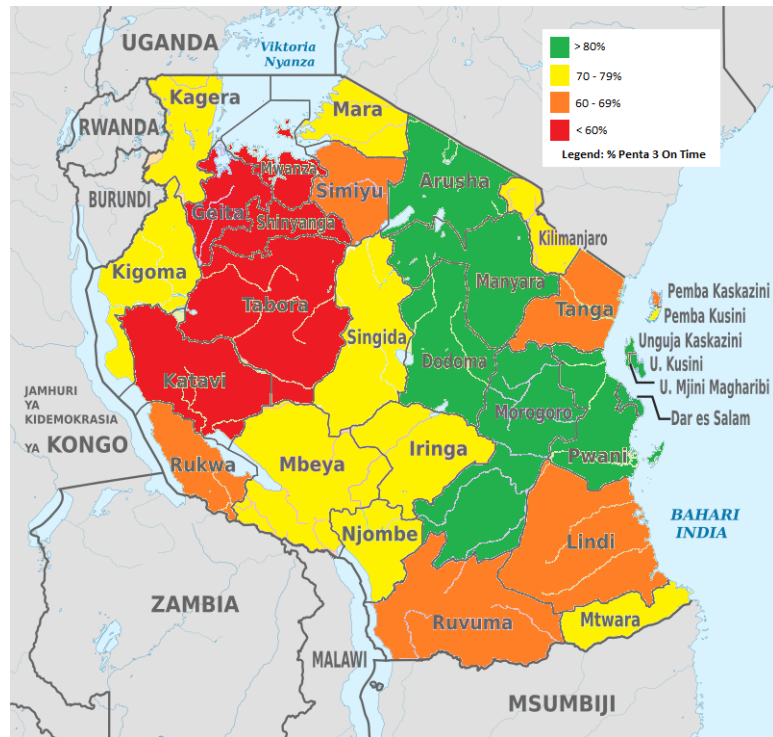 UGANDA
Viktoria
Nyanza
> 80%
70 - 79%
60 - 69%
< 60%
Legend: % Penta 3 On Time
Kagera
Mara
RWANDA
Mwanza
Simiyu
Arusha
BURUNDI
Geita
Shinyanga
Kilimanjaro
Kigoma
Manyara
Tabora
Tanga
Pemba Kaskazini
Pemba Kusini
Singida
Unguja Kaskazini
Dodoma
U. Kusini
Katavi
U. Mjini Magharibi
JAMHURI
YA
KIDEMOKRASIA
YA KONGO
Morogoro
Dar es Salam
Rukwa
Mbeya
Iringa
Pwani
BAHARI
INDIA
Njombe
Lindi
ZAMBIA
Ruvuma
Mtwara
MALAWI
MSUMBIJI